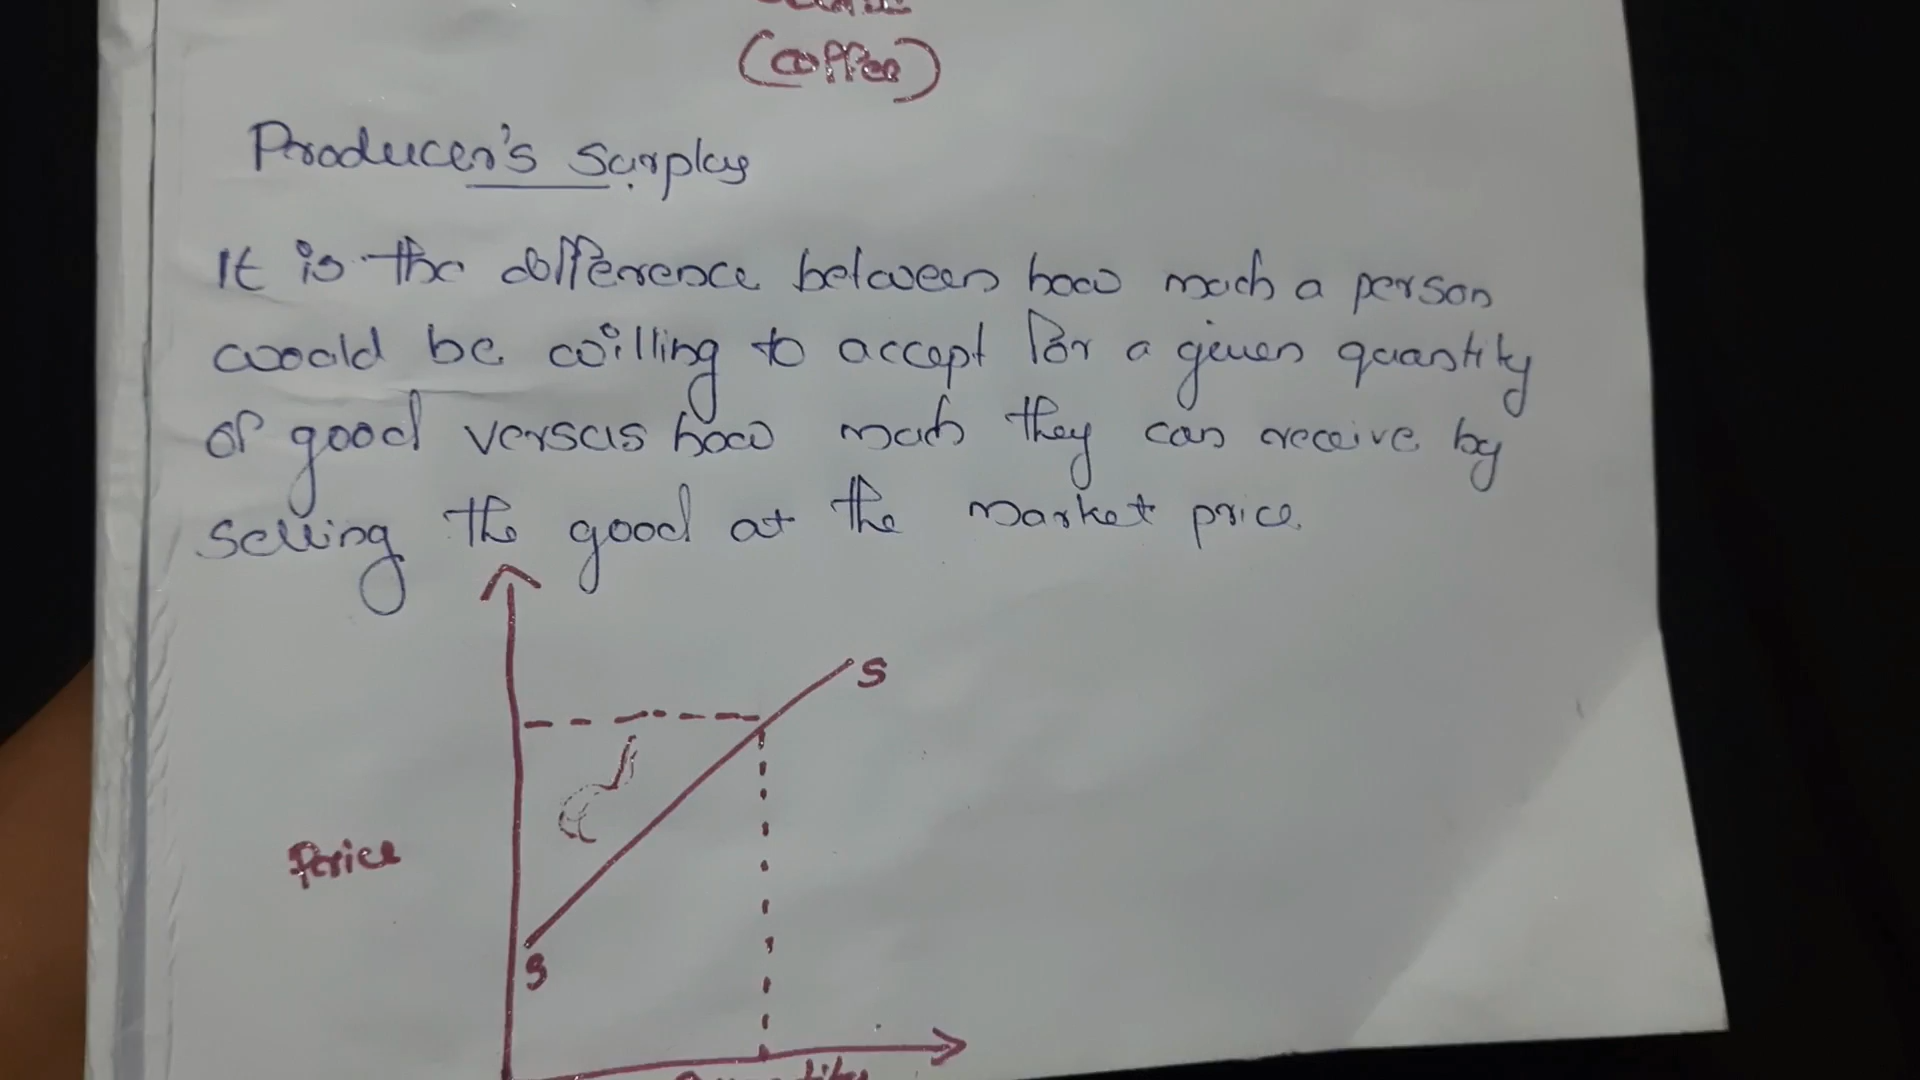 (coffee)
Producer's surplus
It is the difference between how much a person
would be willing to accept for a given quantity
of good versus how much they can receive by
selling the good at the market price.
S
Price
S